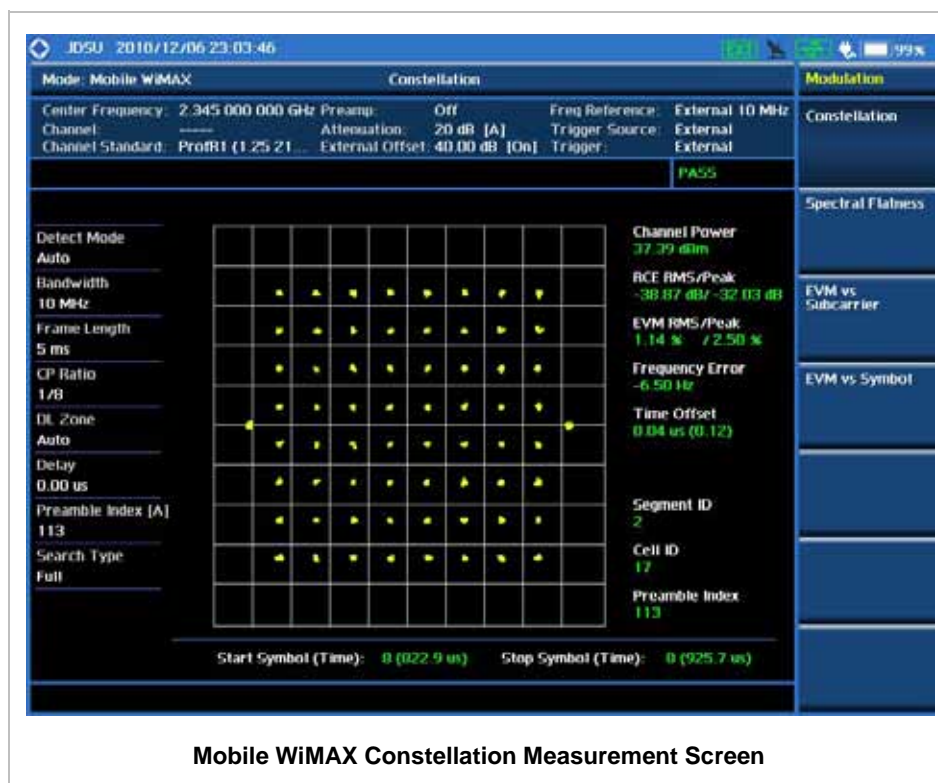 JDSU 2010/12/06 23:03:46
99%
Mode: Mobile WiMAX Constellation
Modulation
Center Frequency: 2.345 000 000 GHz Preamp: Off Freq Reference: External 10 MHz
Channel: ----- Attenuation: 20 dB [A] Trigger Source: External
Channel Standard: ProfR1 (1.25 21... External Offset: 40.00 dB [On] Trigger: External
PASS
Constellation
Spectral Flatness
EVM vs
Subcarrier
EVM vs Symbol
Detect Mode
Auto
Bandwidth
10 MHz
Frame Length
5 ms
CP Ratio
1/8
DL Zone
Auto
Delay
0.00 us
Preamble Index [A]
113
Search Type
Full
Channel Power
37.39 dBm
RCE RMS/Peak
-38.87 dB/ -32.03 dB
EVM RMS/Peak
1.14 % / 2.50 %
Frequency Error
-6.50 Hz
Time Offset
0.04 us (0.12)
Segment ID
2
Cell ID
17
Preamble Index
113
Start Symbol (Time): 8 (822.9 us) Stop Symbol (Time): (925.7 us)
Mobile WiMAX Constellation Measurement Screen